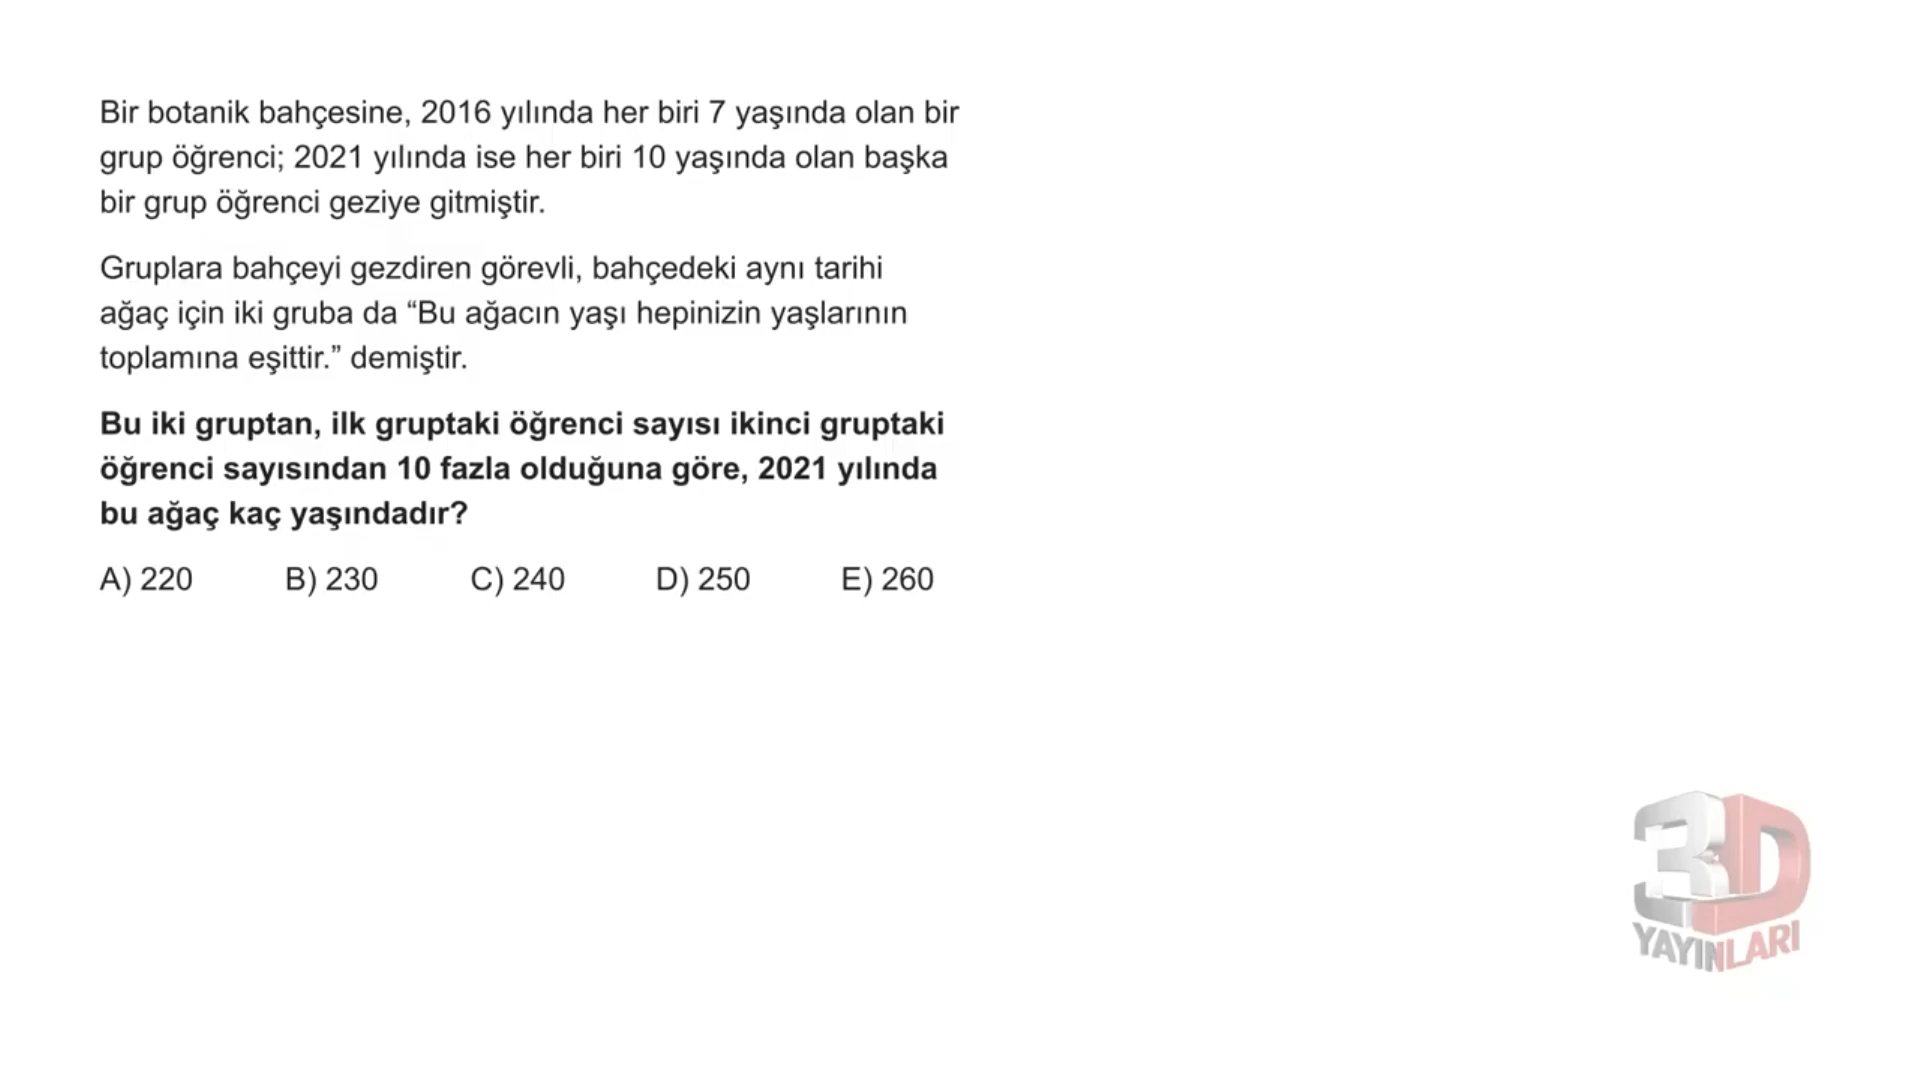 Bir botanik bahçesine, 2016 yılında her biri 7 yaşında olan bir
grup öğrenci; 2021 yılında ise her biri 10 yaşında olan başka
bir grup öğrenci geziye gitmiştir.
Gruplara bahçeyi gezdiren görevli, bahçedeki aynı tarihi
ağaç için iki gruba da “Bu ağacın yaşı hepinizin yaşlarının
toplamına eşittir.” demiştir.
Bu iki gruptan, ilk gruptaki öğrenci sayısı ikinci gruptaki
öğrenci sayısından 10 fazla olduğuna göre, 2021 yılında
bu ağaç kaç yaşındadır?
A) 220 B) 230 C) 240 D) 250 E) 260
3D
YAYINLARI